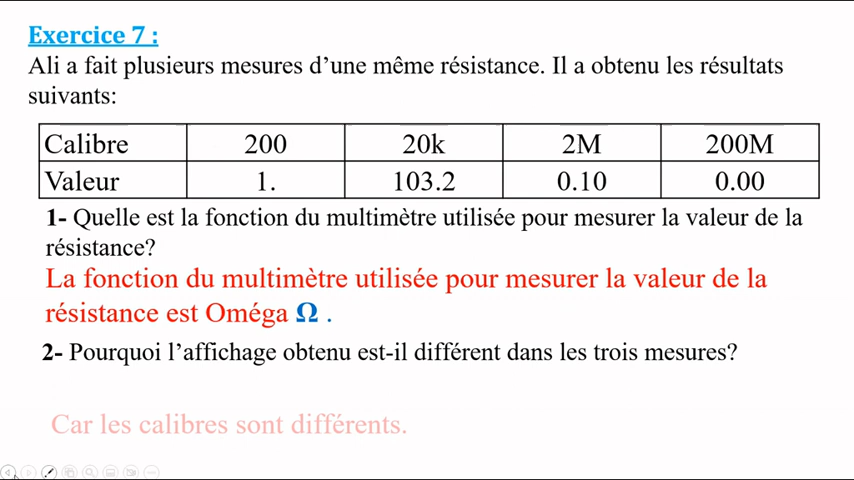 Exercice 7 :
Ali a fait plusieurs mesures d'une même résistance. Il a obtenu les résultats
suivants:
Calibre 200 20k 2M 200M
Valeur 1. 103.2 0.10 0.00
1- Quelle est la fonction du multimètre utilisée pour mesurer la valeur de la
résistance?
La fonction du multimètre utilisée pour mesurer la valeur de la
résistance est Oméga Ω .
2- Pourquoi l'affichage obtenu est-il différent dans les trois mesures?
Car les calibres sont différents.